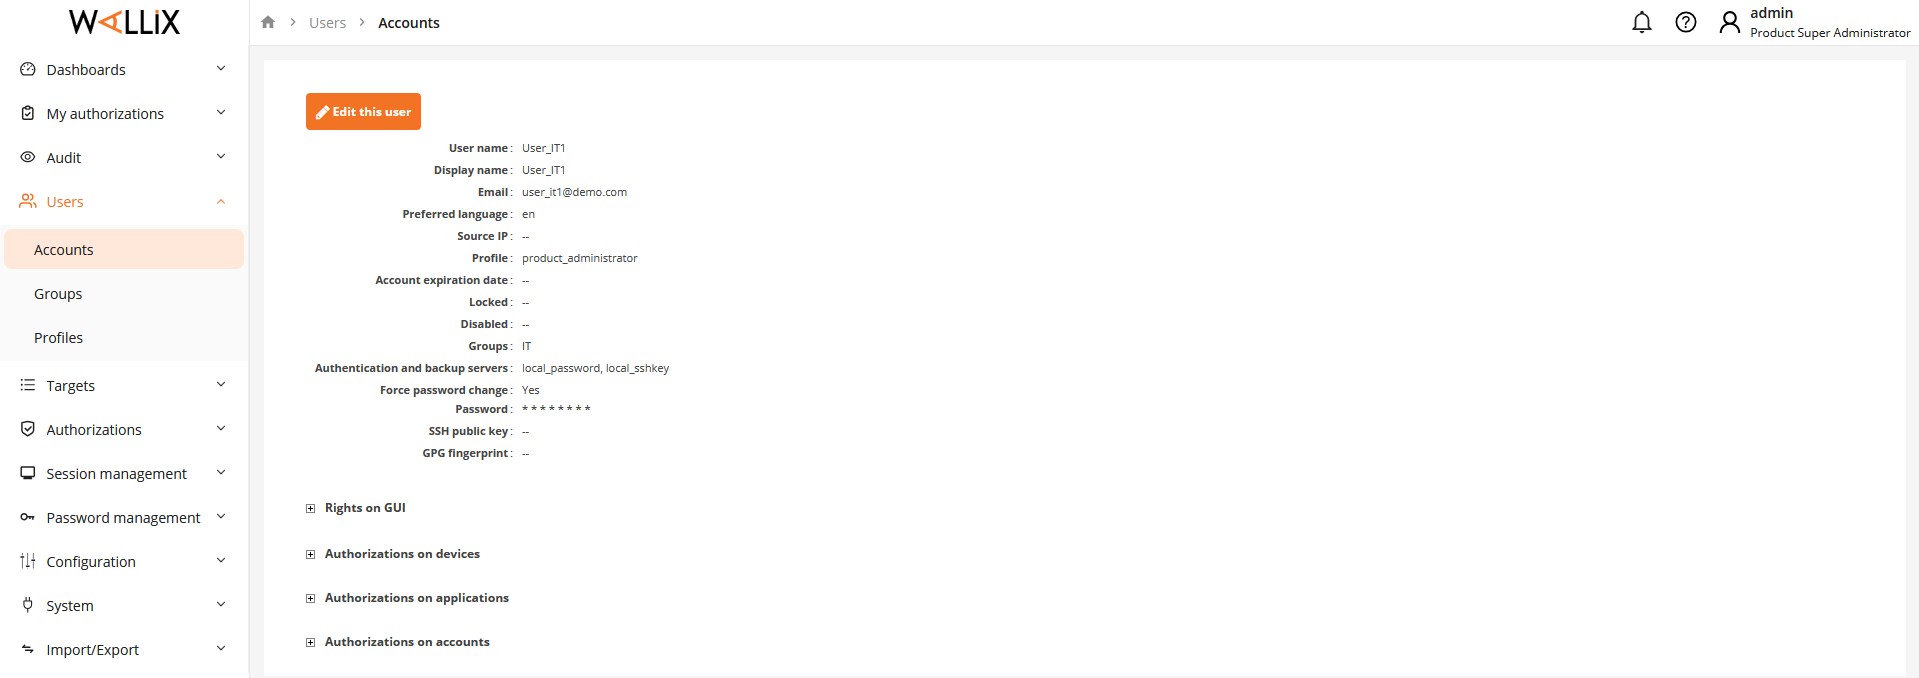 WALLIX
Users
Accounts
admin
Product Super Administrator
Dashboards
My authorizations
Audit
Users
Accounts
Groups
Profiles
Targets
Authorizations
Session management
Password management
Configuration
System
Import/Export
Edit this user
User name : User_IT1
Display name : User_IT1
Email : user_it1@demo.com
Preferred language : en
Source IP : --
Profile : product_administrator
Account expiration date : --
Locked : --
Disabled : --
Groups : IT
Authentication and backup servers : local_password, local_sshkey
Force password change : Yes
Password : * * * * * * * *
SSH public key : --
GPG fingerprint : --
Rights on GUI
Authorizations on devices
Authorizations on applications
Authorizations on accounts